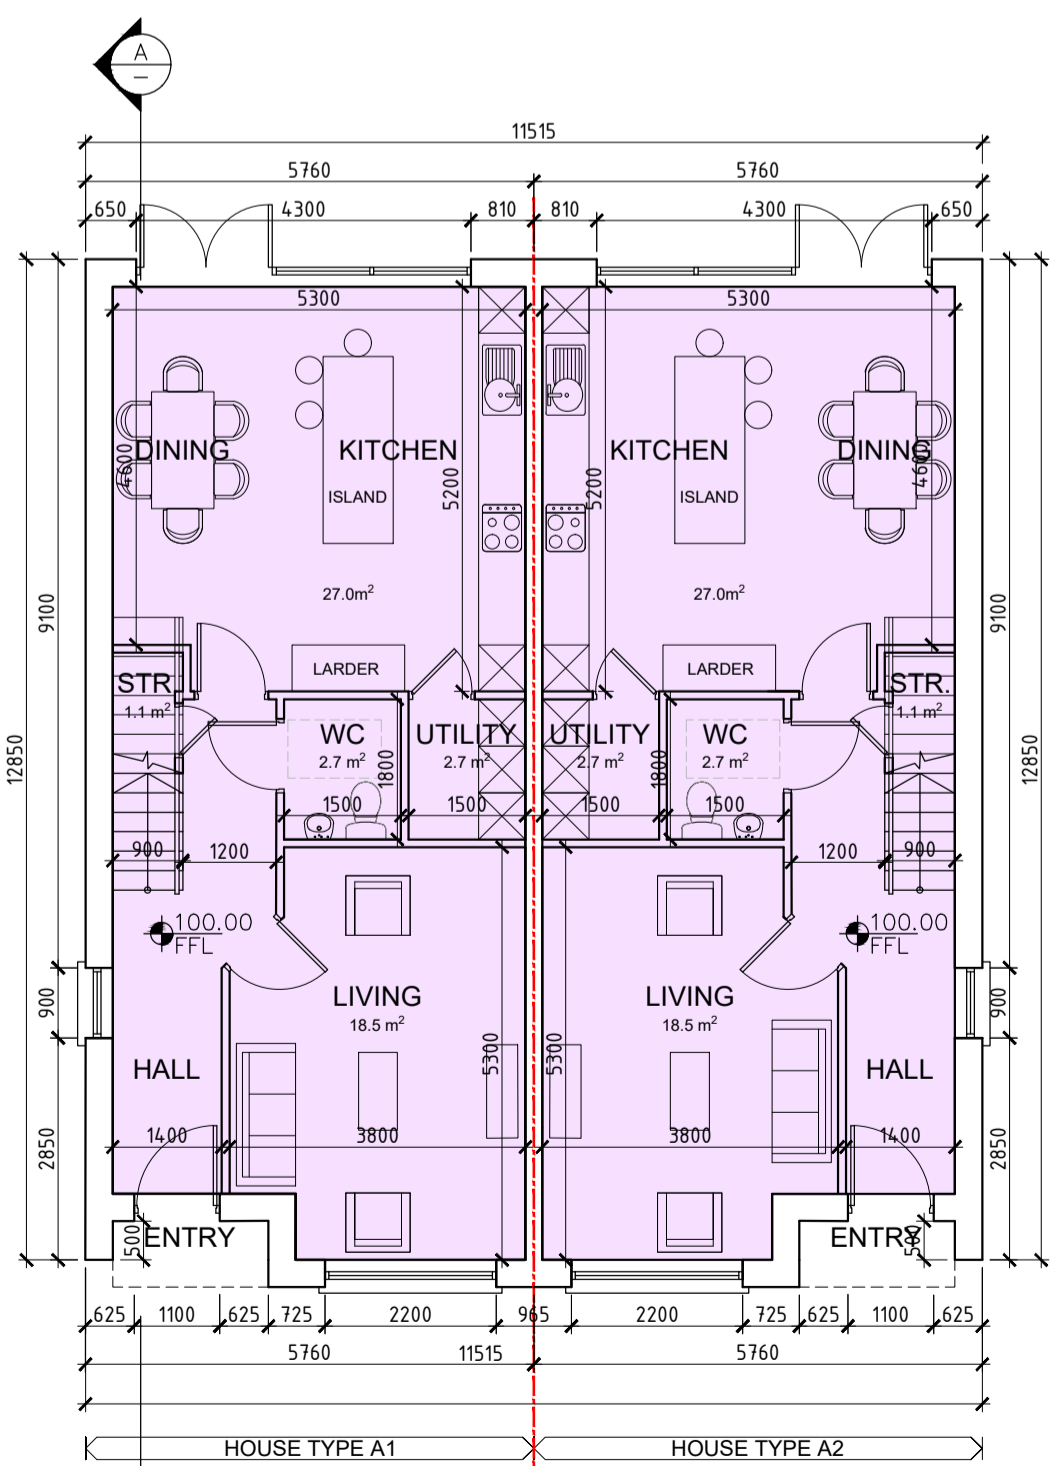 A
—
11515
5760 5760
650 4300 810 810 4300 650
5300 5300
DINING KITCHEN KITCHEN DINING
4600 5200 5200 4600
ISLAND ISLAND
27.0m² 27.0m²
9100 9100
LARDER LARDER
STR. STR.
1.1 m² 1.1 m²
WC UTILITY UTILITY WC
2.7 m² 2.7 m² 2.7 m² 2.7 m²
12850 1800 1800 12850
1500 1500 1500 1500
900 1200 1200 900
100.00 100.00
FFL FFL
LIVING LIVING
18.5 m² 18.5 m²
900 900
5300 5300
HALL HALL
1400 3800 3800 1400
2850 2850
ENTRY ENTRY
500 500
625 1100 625 725 2200 965 2200 725 625 1100 625
5760 11515 5760
HOUSE TYPE A1 HOUSE TYPE A2